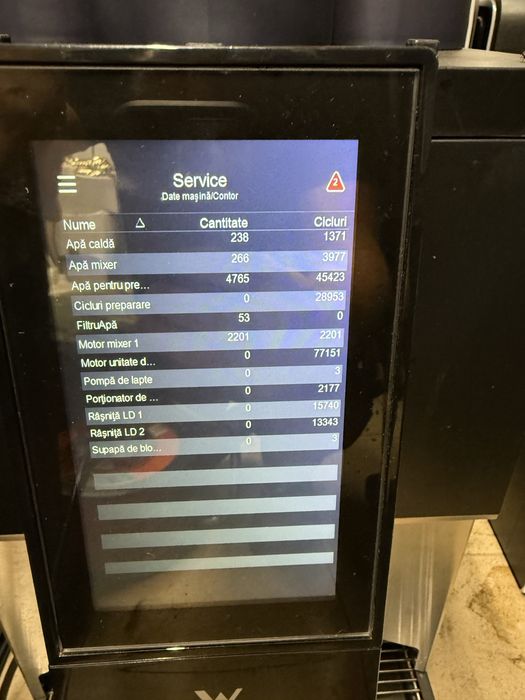 Service
2
Date mașină/Contor
Nume Cantitate Cicluri
Apă caldă 238 1371
Apă mixer 266 3977
Apă pentru pre... 4765 45423
Cicluri preparare 0 28953
FiltruApă 53 0
Motor mixer 1 2201 2201
Motor unitate d... 0 77151
Pompă de lapte 0 3
Porționator de ... 0 2177
Râșniță LD 1 0 15740
Râșniță LD 2 0 13343
Supapă de blo... 0 3